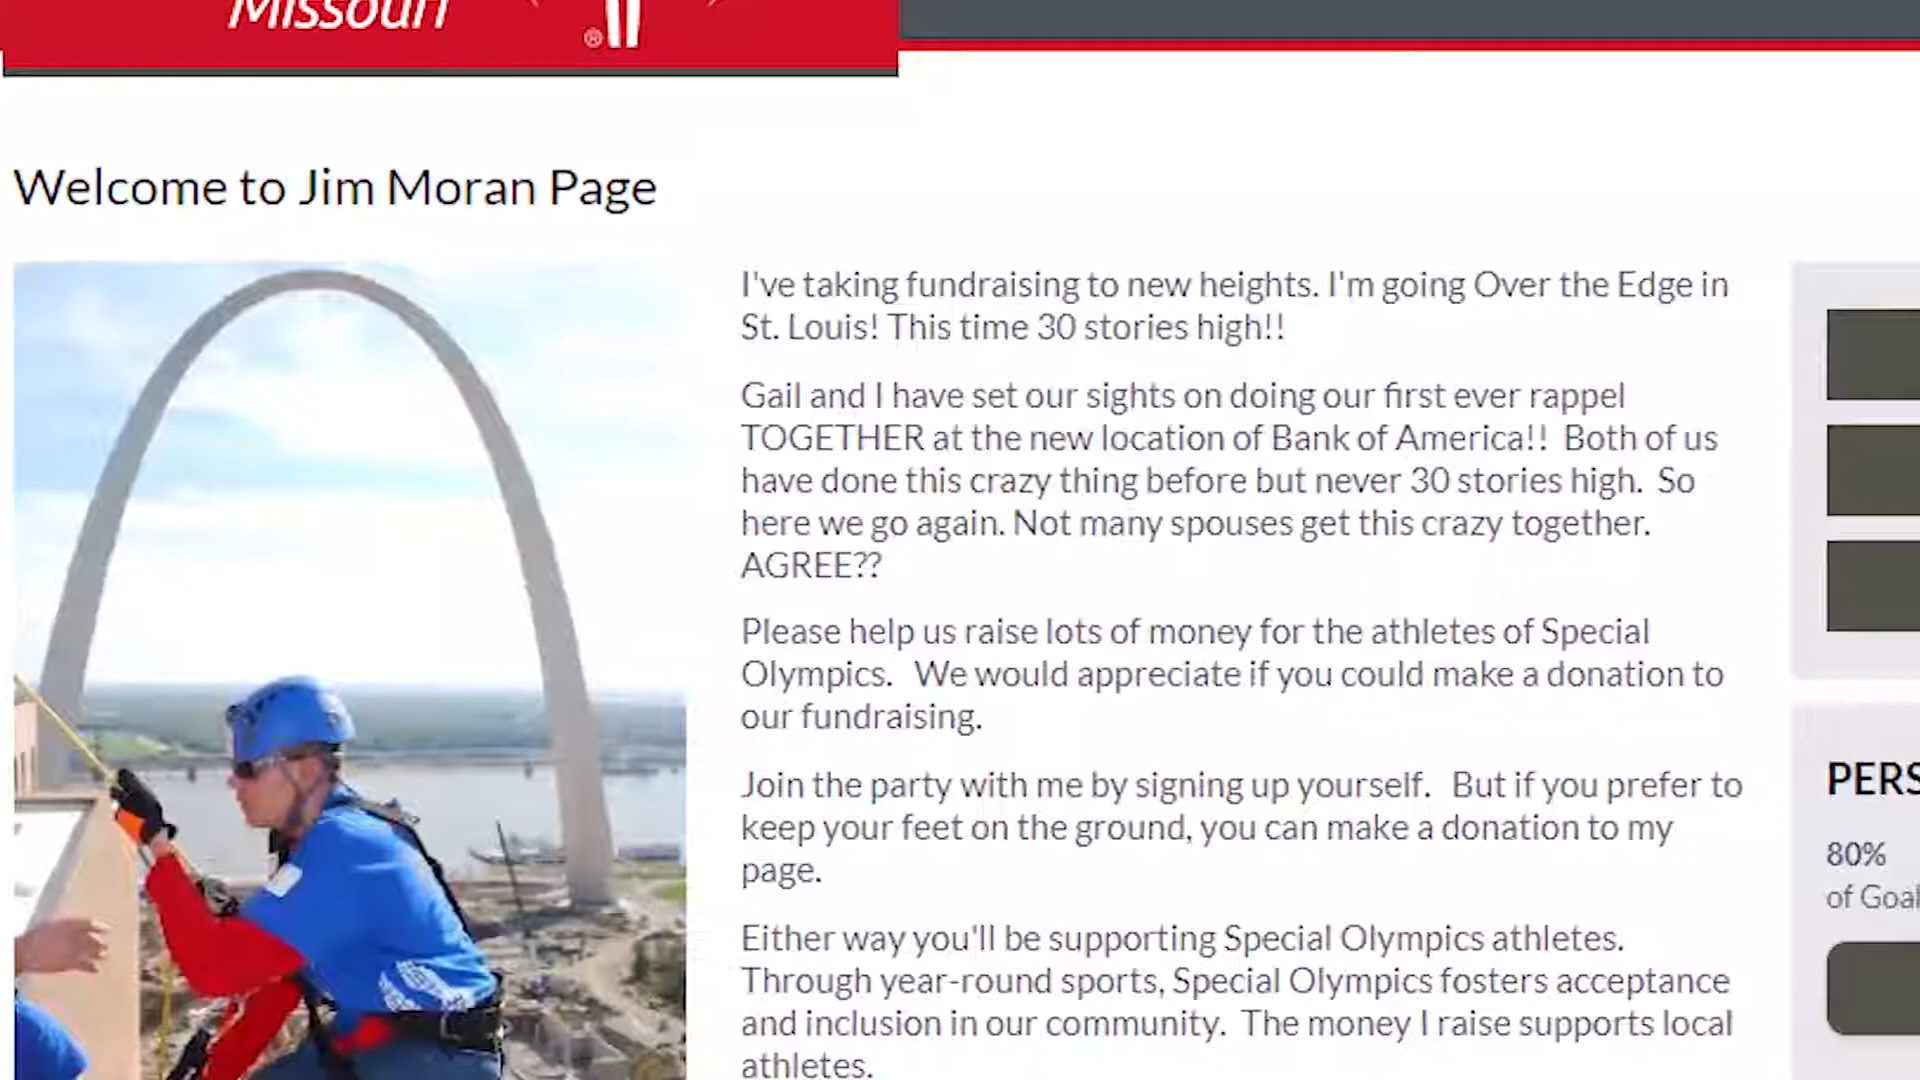 Missouri
®
Welcome to Jim Moran Page
I've taking fundraising to new heights. I'm going Over the Edge in
St. Louis! This time 30 stories high!!
Gail and I have set our sights on doing our first ever rappel
TOGETHER at the new location of Bank of America!! Both of us
have done this crazy thing before but never 30 stories high. So
here we go again. Not many spouses get this crazy together.
AGREE??
Please help us raise lots of money for the athletes of Special
Olympics. We would appreciate if you could make a donation to
our fundraising.
Join the party with me by signing up yourself. But if you prefer to
keep your feet on the ground, you can make a donation to my
page.
Either way you'll be supporting Special Olympics athletes.
Through year-round sports, Special Olympics fosters acceptance
and inclusion in our community. The money I raise supports local
athletes.
PERS
80%
of Goal